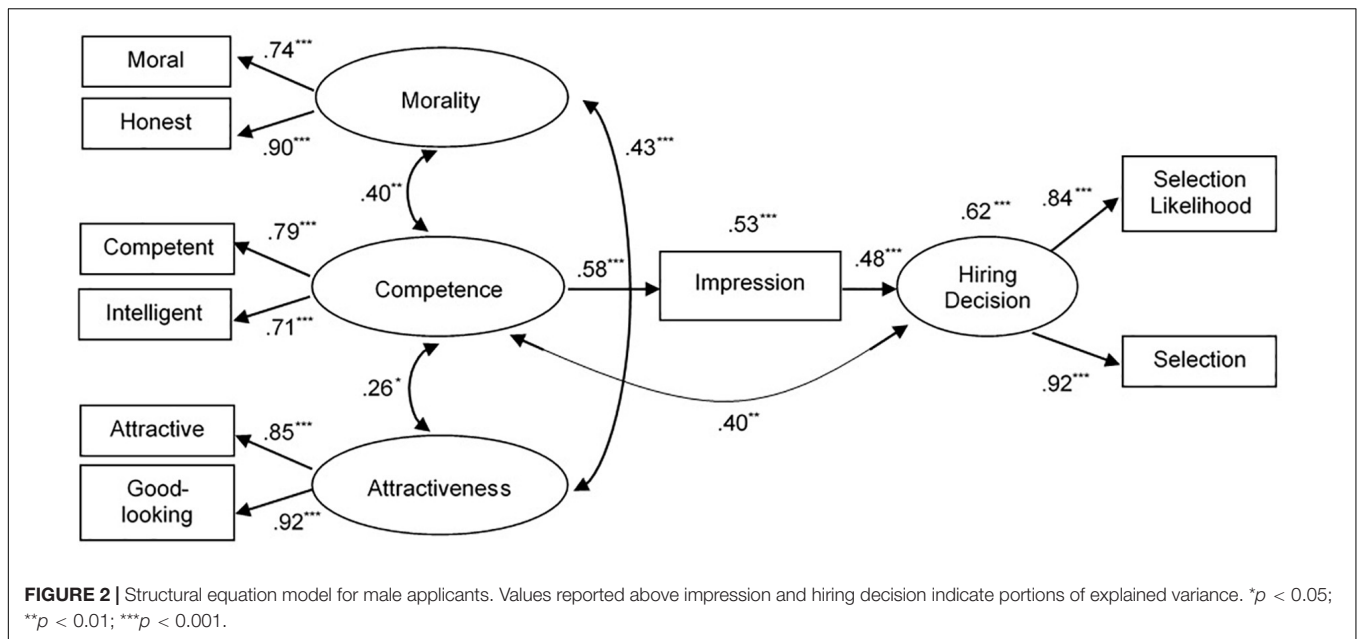 Moral
.74***
Honest
.90***
Morality
.43***
.40**
Competent
.79***
Intelligent
.71***
Competence
.58***
.53***
Impression
.48***
.62***
Hiring
Decision
.84***
Selection
Likelihood
Selection
.92***
.40**
.26*
Attractive
.85***
Good-
looking
.92***
Attractiveness
FIGURE 2 | Structural equation model for male applicants. Values reported above impression and hiring decision indicate portions of explained variance. *p < 0.05;
**p < 0.01; ***p < 0.001.